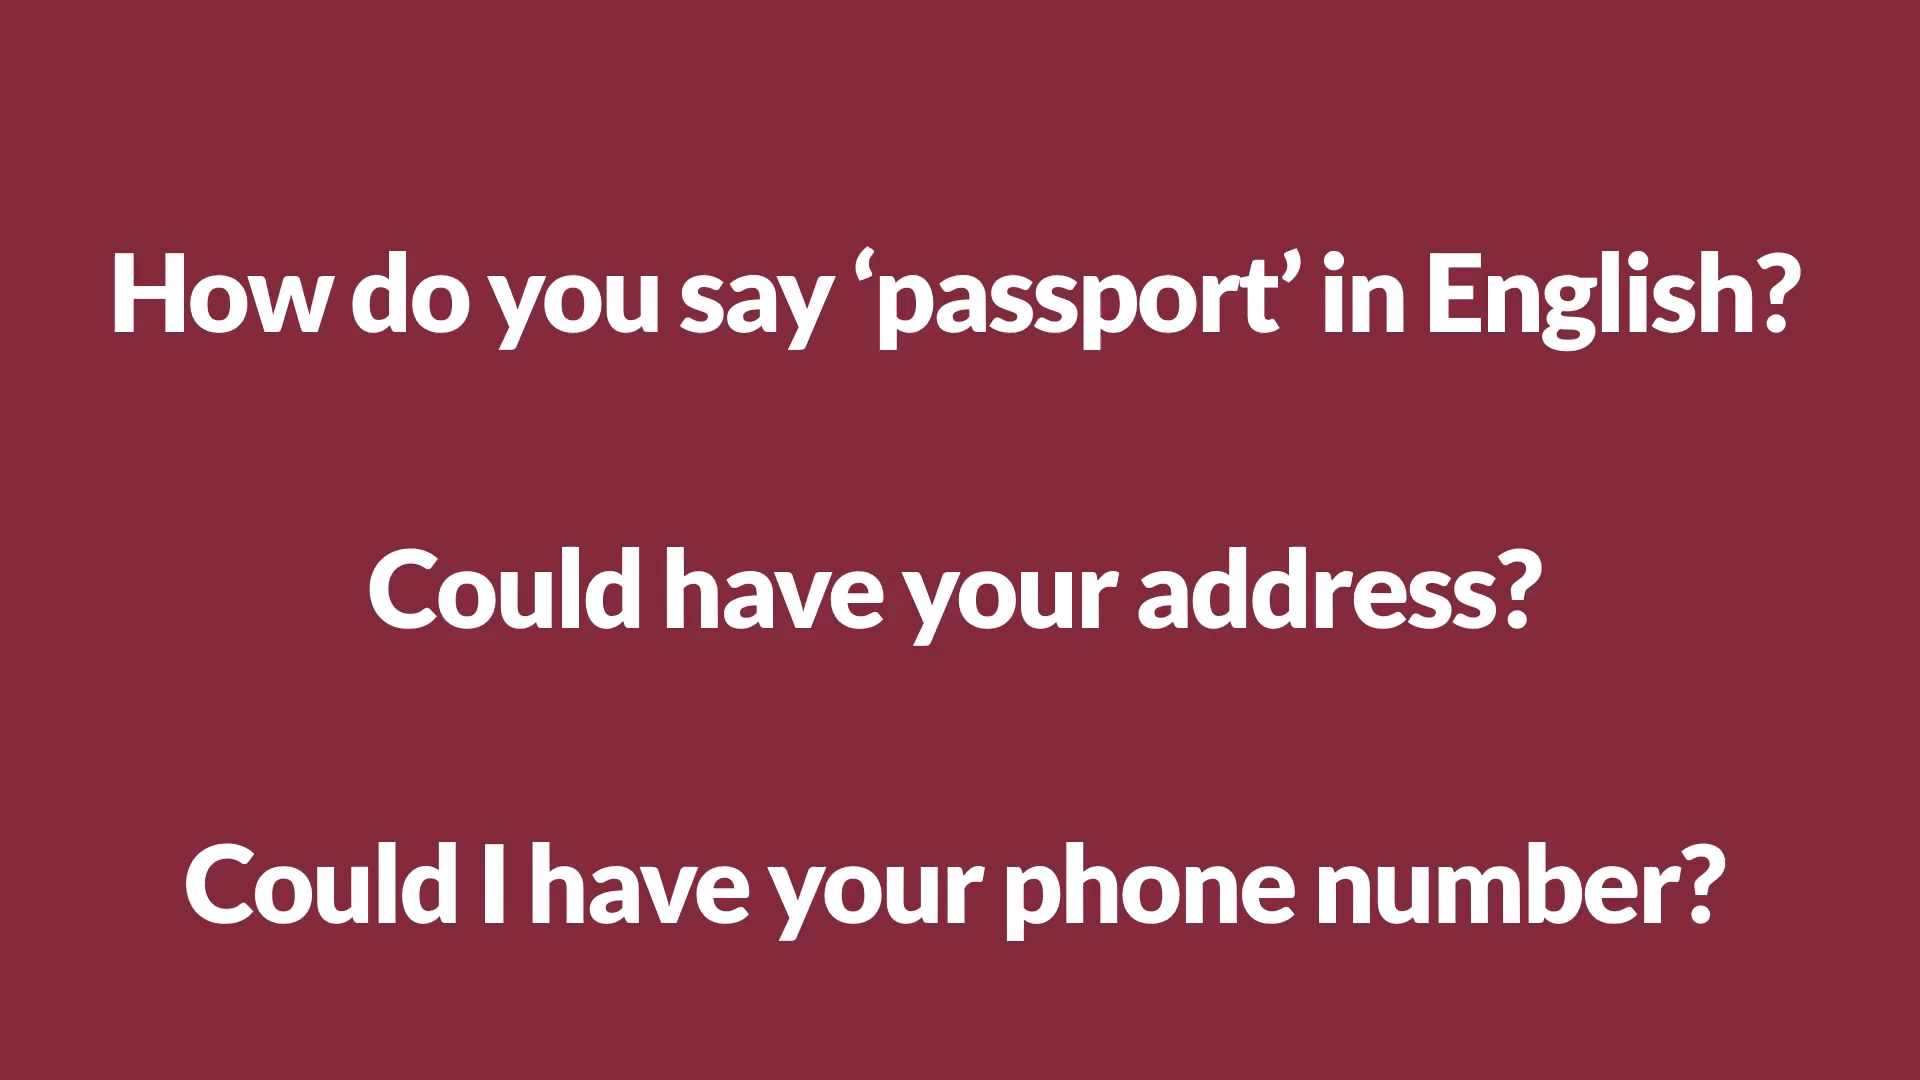 How do you say ‘passport’ in English?
Could have your address?
Could I have your phone number?